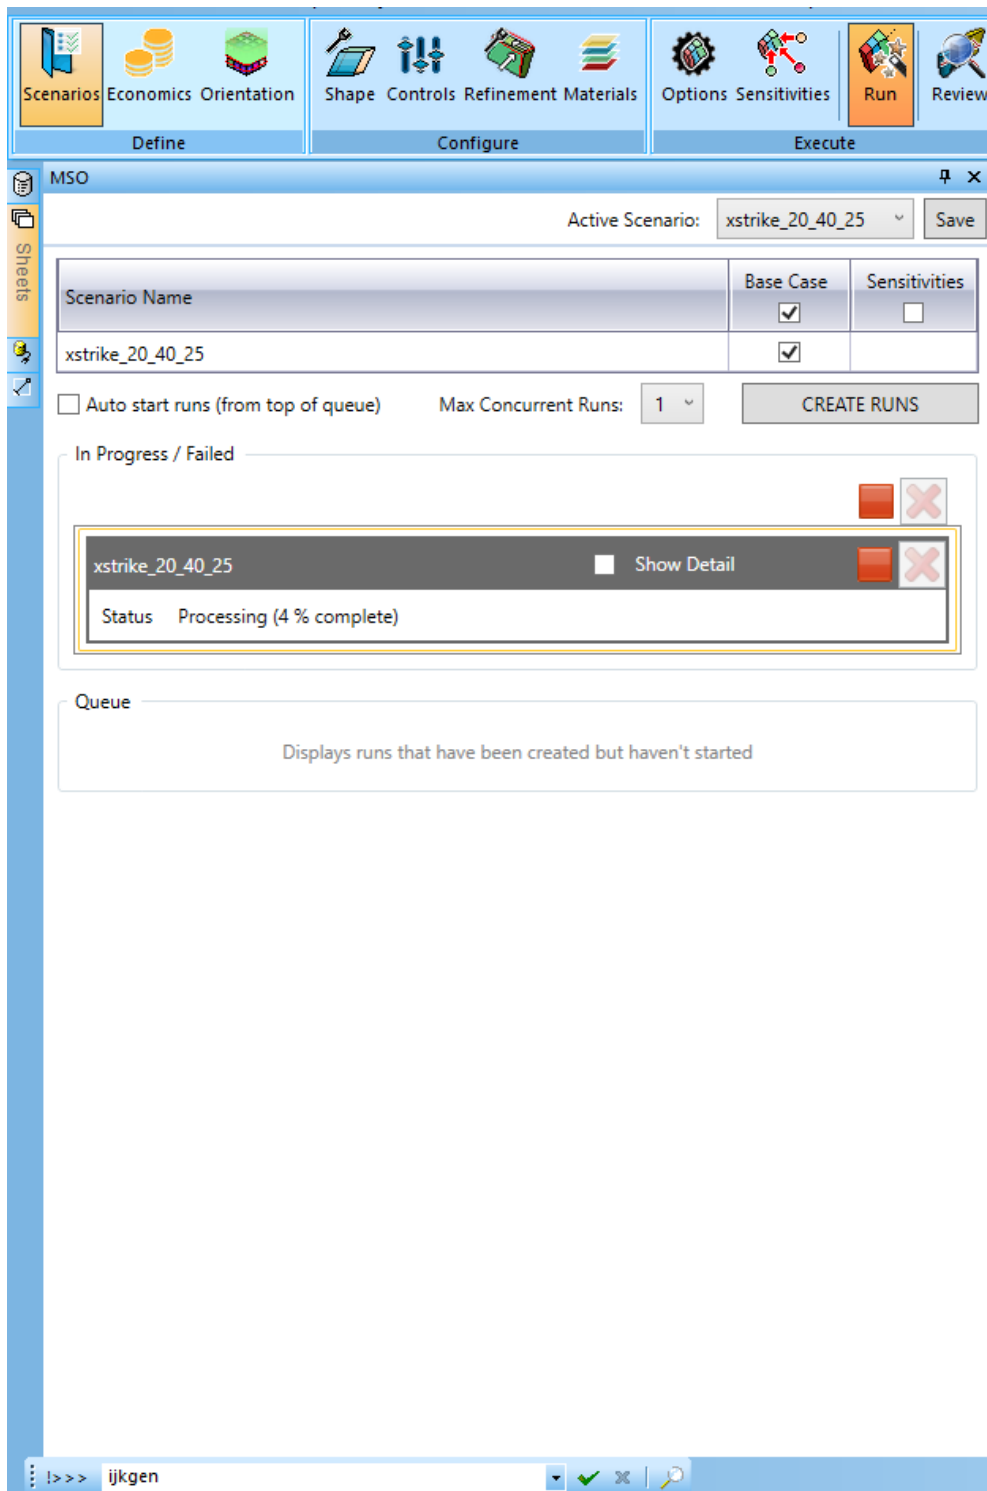 Scenarios Economics Orientation Shape Controls Refinement Materials Options Sensitivities Run Review
Define Configure Execute
MSO
Sheets
Active Scenario: xstrike_20_40_25 Save
Scenario Name Base Case Sensitivities
xstrike_20_40_25
Auto start runs (from top of queue) Max Concurrent Runs: 1 CREATE RUNS
In Progress / Failed
xstrike_20_40_25 Show Detail
Status Processing (4 % complete)
Queue
Displays runs that have been created but haven't started
!>>> ijkgen